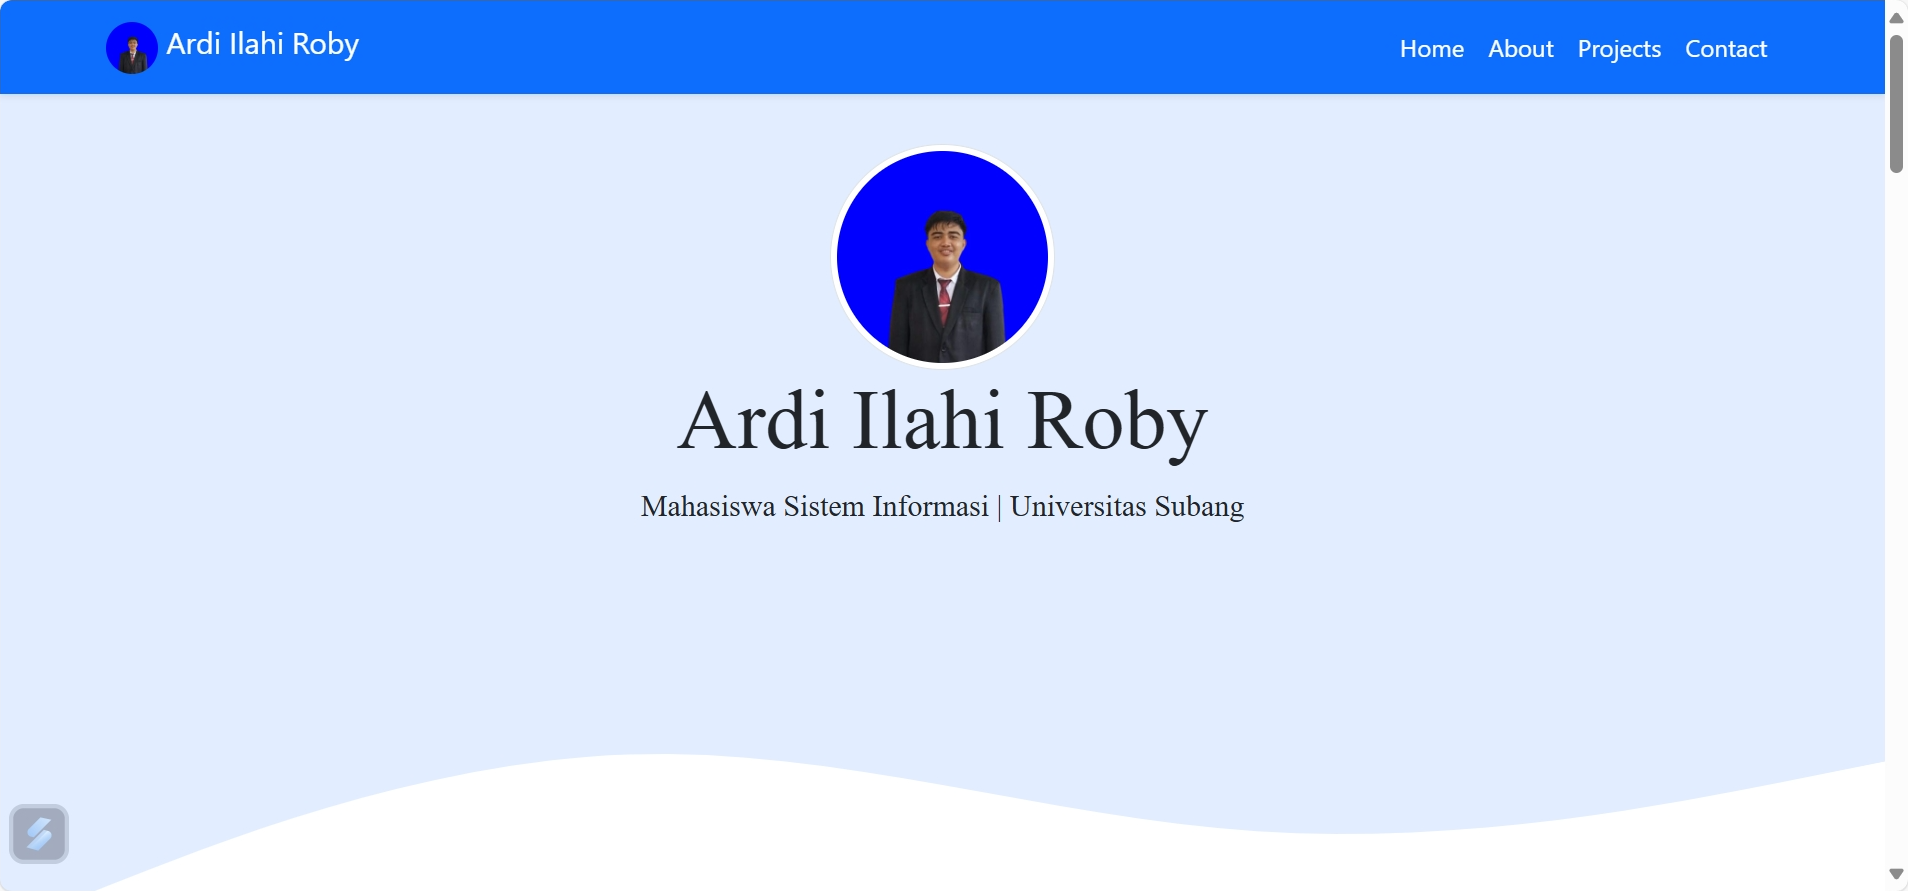 Ardi Ilahi Roby
Home About Projects Contact
Ardi Ilahi Roby
Mahasiswa Sistem Informasi | Universitas Subang